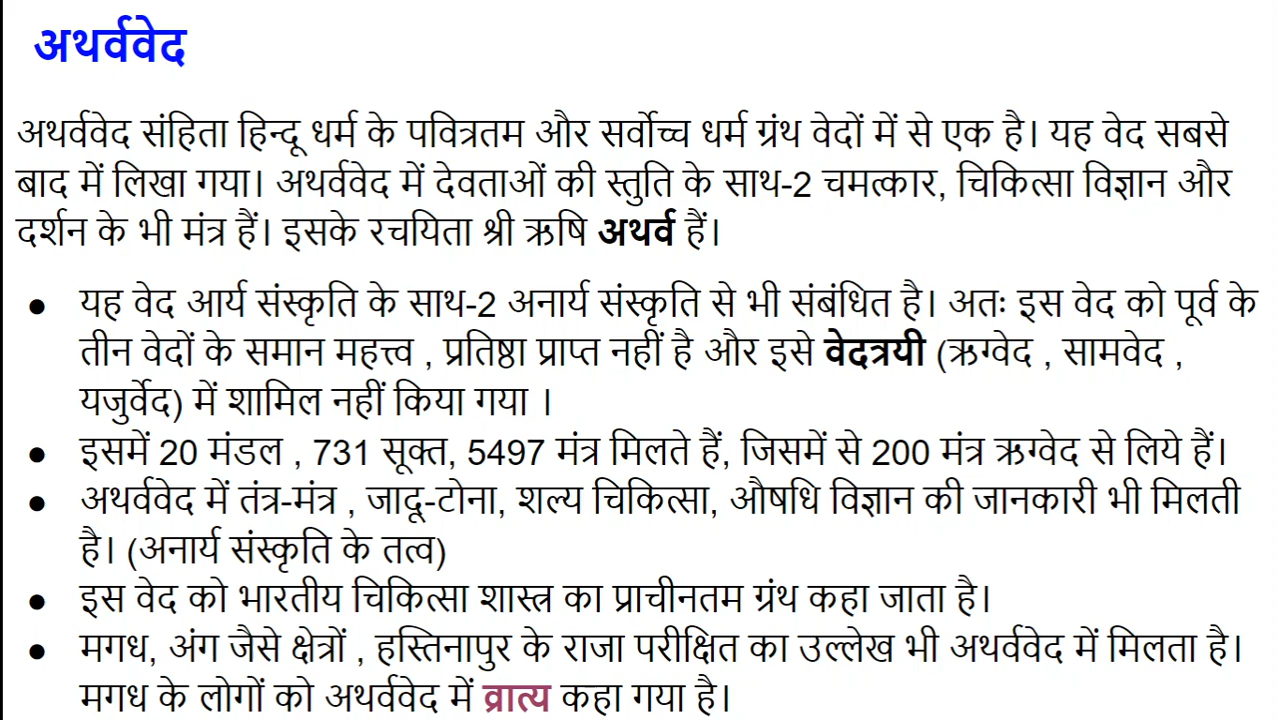 अथर्ववेद
अथर्ववेद संहिता हिन्दू धर्म के पवित्रतम और सर्वोच्च धर्म ग्रंथ वेदों में से एक है। यह वेद सबसे
बाद में लिखा गया। अथर्ववेद में देवताओं की स्तुति के साथ-2 चमत्कार, चिकित्सा विज्ञान और
दर्शन के भी मंत्र हैं। इसके रचयिता श्री ऋषि अथर्व हैं।
● यह वेद आर्य संस्कृति के साथ-2 अनार्य संस्कृति से भी संबंधित है। अतः इस वेद को पूर्व के
तीन वेदों के समान महत्त्व , प्रतिष्ठा प्राप्त नहीं है और इसे वेदत्रयी (ऋग्वेद , सामवेद ,
यजुर्वेद) में शामिल नहीं किया गया ।
● इसमें 20 मंडल , 731 सूक्त, 5497 मंत्र मिलते हैं, जिसमें से 200 मंत्र ऋग्वेद से लिये हैं।
● अथर्ववेद में तंत्र-मंत्र , जादू-टोना, शल्य चिकित्सा, औषधि विज्ञान की जानकारी भी मिलती
है। (अनार्य संस्कृति के तत्व)
● इस वेद को भारतीय चिकित्सा शास्त्र का प्राचीनतम ग्रंथ कहा जाता है।
● मगध, अंग जैसे क्षेत्रों , हस्तिनापुर के राजा परीक्षित का उल्लेख भी अथर्ववेद में मिलता है।
मगध के लोगों को अथर्ववेद में व्रात्य कहा गया है।